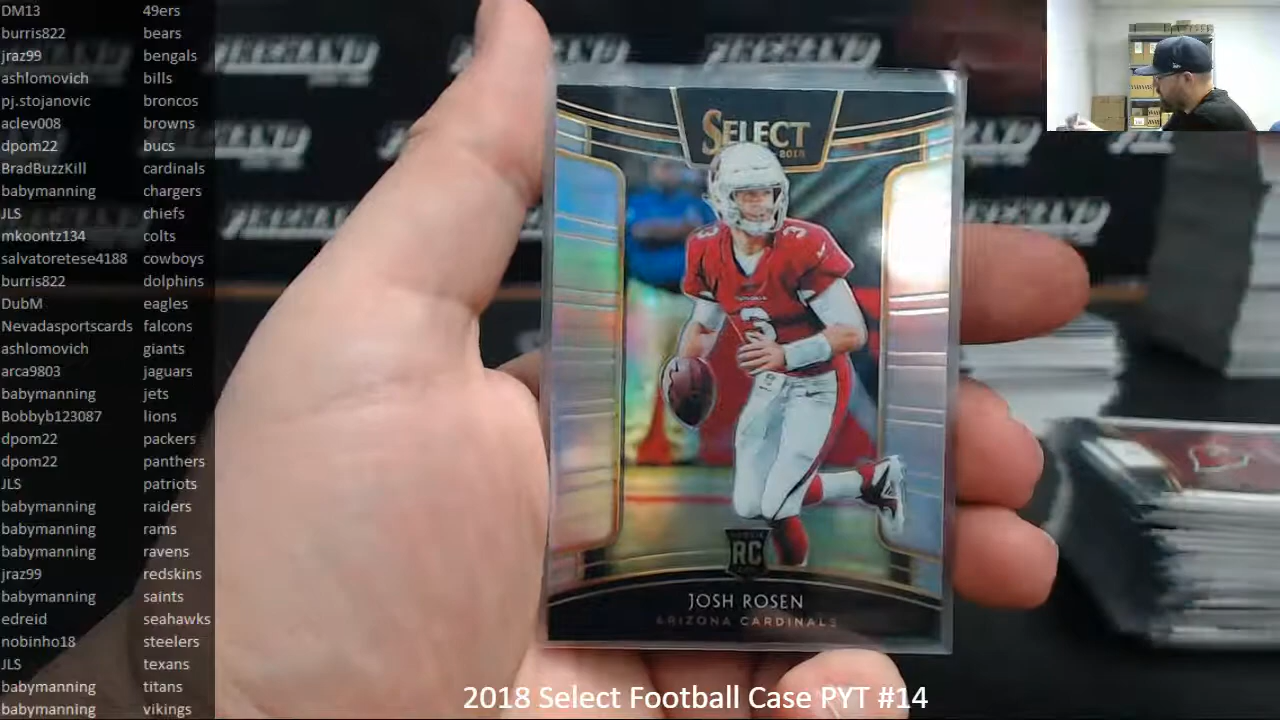 DM13 49ers
burris822 bears
jraz99 bengals
ashlomovich bills
pj.stojanovic broncos
aclev008 browns
dpom22 bucs
BradBuzzKill cardinals
babymanning chargers
JLS chiefs
mkoontz134 colts
salvatoretese4188 cowboys
burris822 dolphins
DubM eagles
Nevadasportscards falcons
ashlomovich giants
arca9803 jaguars
babymanning jets
Bobbyb123087 lions
dpom22 packers
dpom22 panthers
JLS patriots
babymanning raiders
babymanning rams
babymanning ravens
jraz99 redskins
babymanning saints
edreid seahawks
nobinho18 steelers
JLS texans
babymanning titans
babymanning vikings
SELECT
2018
3
3
RC
JOSH ROSEN
ARIZONA CARDINALS
2018 Select Football Case PYT #14